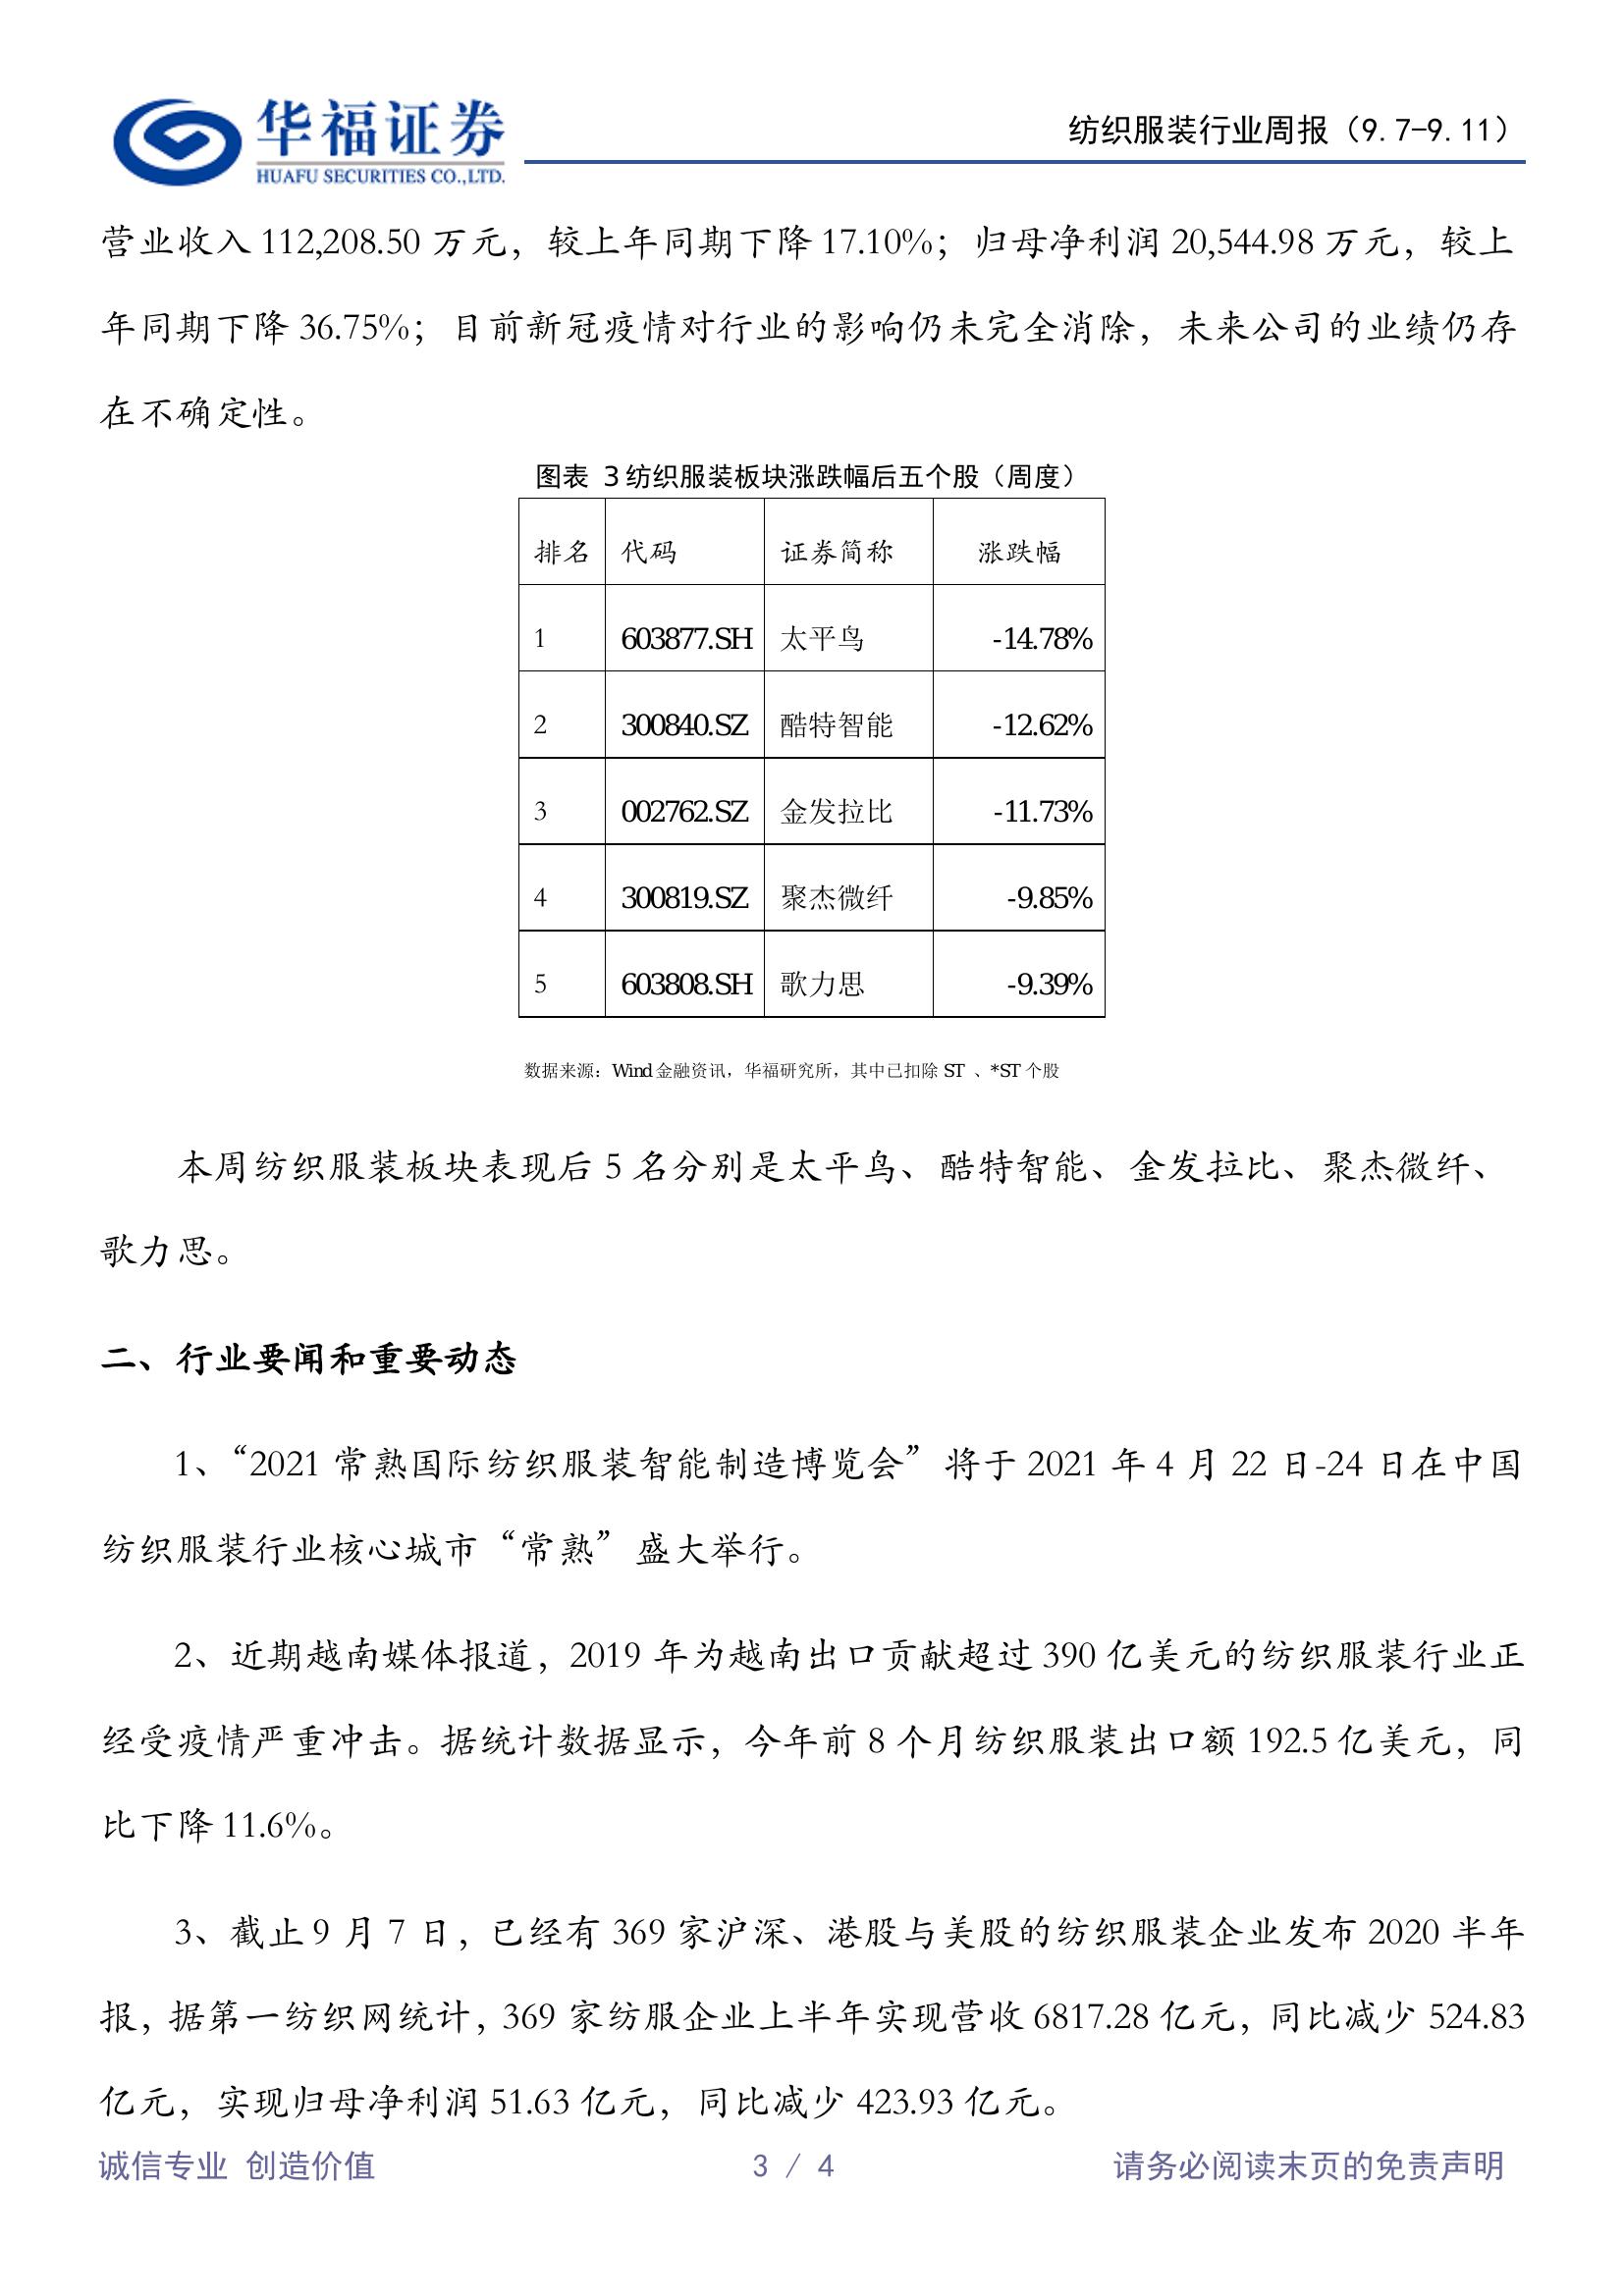 华福证券
HUAFU SECURITIES CO.,LTD.
纺织服装行业周报（9.7-9.11）
营业收入 112,208.50 万元，较上年同期下降 17.10%；归母净利润 20,544.98 万元，较上
年同期下降 36.75%；目前新冠疫情对行业的影响仍未完全消除，未来公司的业绩仍存
在不确定性。
图表 3 纺织服装板块涨跌幅后五个股（周度）
排名 代码 证券简称 涨跌幅
1 603877.SH 太平鸟 -14.78%
2 300840.SZ 酷特智能 -12.62%
3 002762.SZ 金发拉比 -11.73%
4 300819.SZ 聚杰微纤 -9.85%
5 603808.SH 歌力思 -9.39%
数据来源：Wind 金融资讯，华福研究所，其中已扣除 ST 、*ST 个股
本周纺织服装板块表现后 5 名分别是太平鸟、酷特智能、金发拉比、聚杰微纤、
歌力思。
二、行业要闻和重要动态
1、“2021 常熟国际纺织服装智能制造博览会”将于 2021 年 4 月 22 日-24 日在中国
纺织服装行业核心城市“常熟”盛大举行。
2、近期越南媒体报道，2019 年为越南出口贡献超过 390 亿美元的纺织服装行业正
经受疫情严重冲击。据统计数据显示，今年前 8 个月纺织服装出口额 192.5 亿美元，同
比下降 11.6%。
3、截止 9 月 7 日，已经有 369 家沪深、港股与美股的纺织服装企业发布 2020 半年
报，据第一纺织网统计，369 家纺服企业上半年实现营收 6817.28 亿元，同比减少 524.83
亿元，实现归母净利润 51.63 亿元，同比减少 423.93 亿元。
诚信专业 创造价值 3 / 4 请务必阅读末页的免责声明